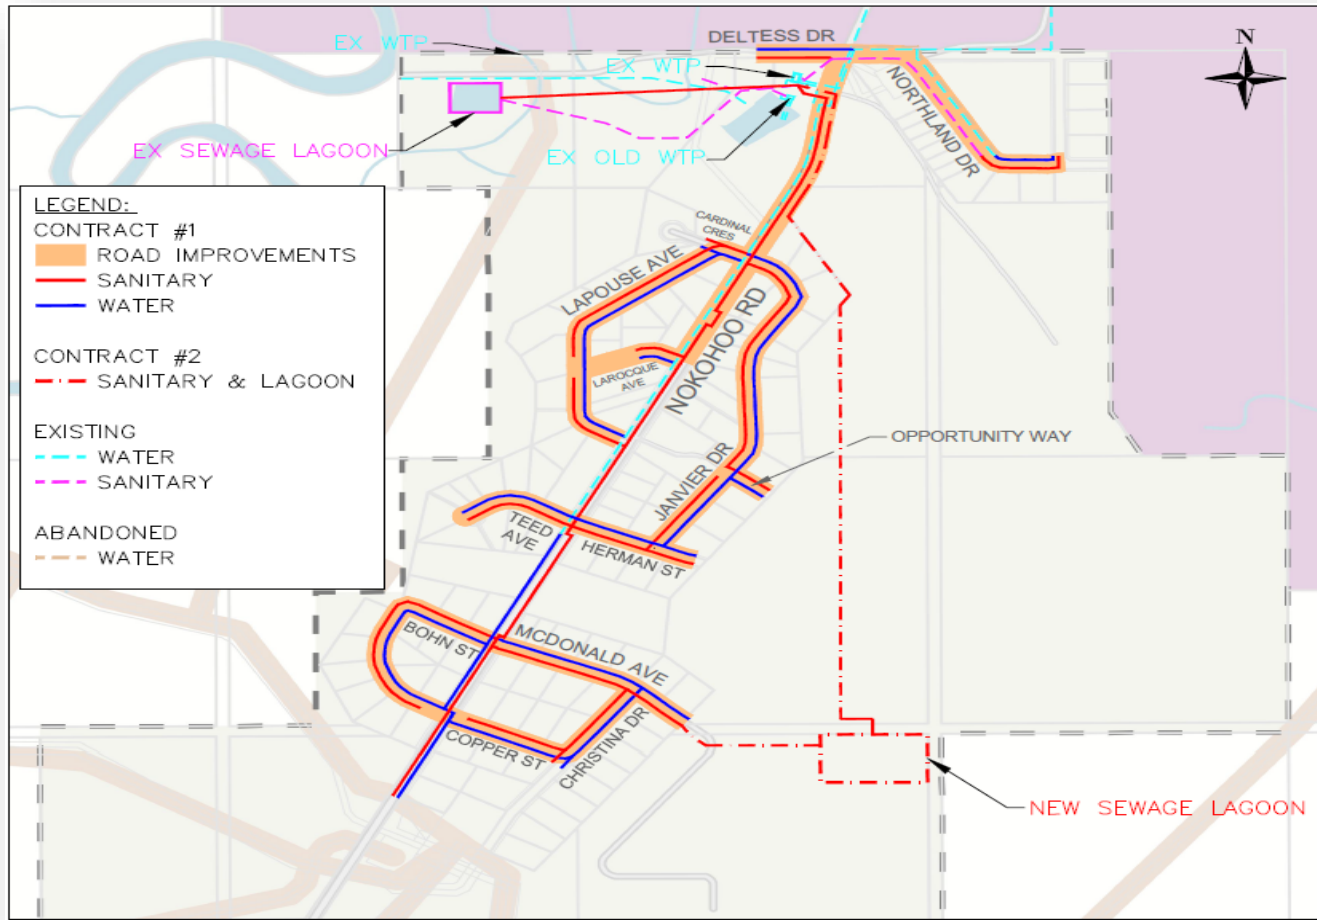 DELTESS DR
N
EX WTP
EX WTP
NORTHLAND DR
EX SEWAGE LAGOON
EX OLD WTP
LEGEND:
CONTRACT #1
ROAD IMPROVEMENTS
SANITARY
WATER
CONTRACT #2
SANITARY & LAGOON
EXISTING
WATER
SANITARY
ABANDONED
WATER
CARDINAL
CRES
LAPOUSE AVE
NOKOHOO RD
LAROCQUE
AVE
OPPORTUNITY WAY
JANVIER DR
TEED
AVE
HERMAN ST
BOHN ST
MCDONALD AVE
COPPER ST
CHRISTINA DR
NEW SEWAGE LAGOON